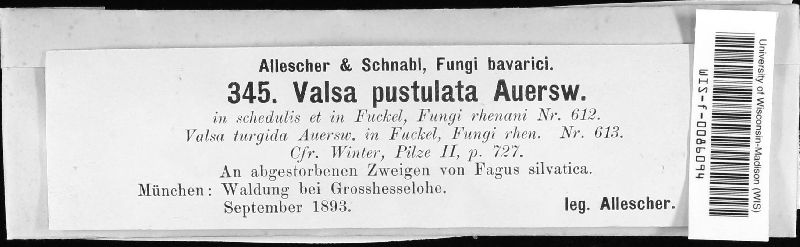 Allescher & Schnabl, Fungi bavarici.
345. Valsa pustulata Auersw.
in schedulis et in Fuckel, Fungi rhenani Nr. 612.
Valsa turgida Auersw. in Fuckel, Fungi rhen. Nr. 613.
Cfr. Winter, Pilze II, p. 727.
An abgestorbenen Zweigen von Fagus silvatica.
München: Waldung bei Grosshesselohe.
September 1893. leg. Allescher.
University of Wisconsin-Madison (WIS)
WIS-f-0086094